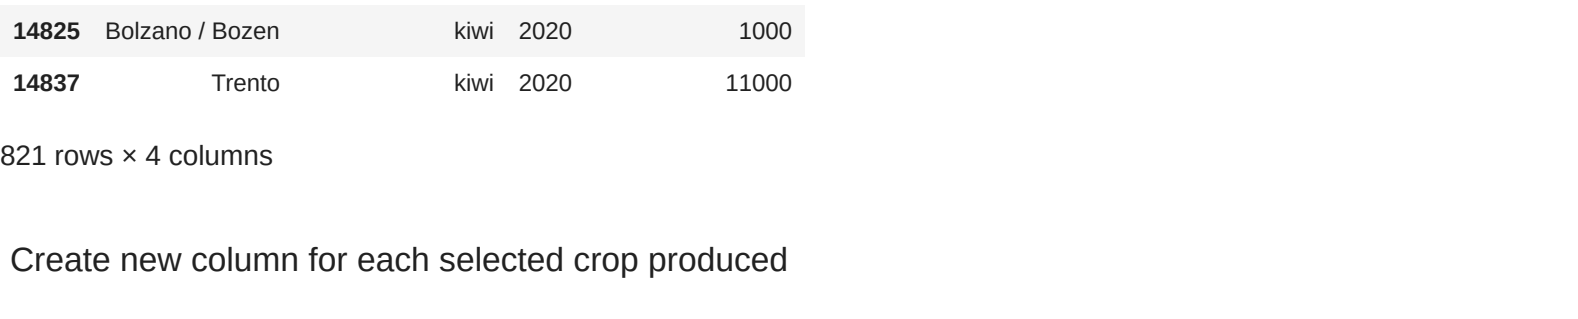 14825 Bolzano / Bozen kiwi 2020 1000
14837 Trento kiwi 2020 11000
821 rows × 4 columns
Create new column for each selected crop produced